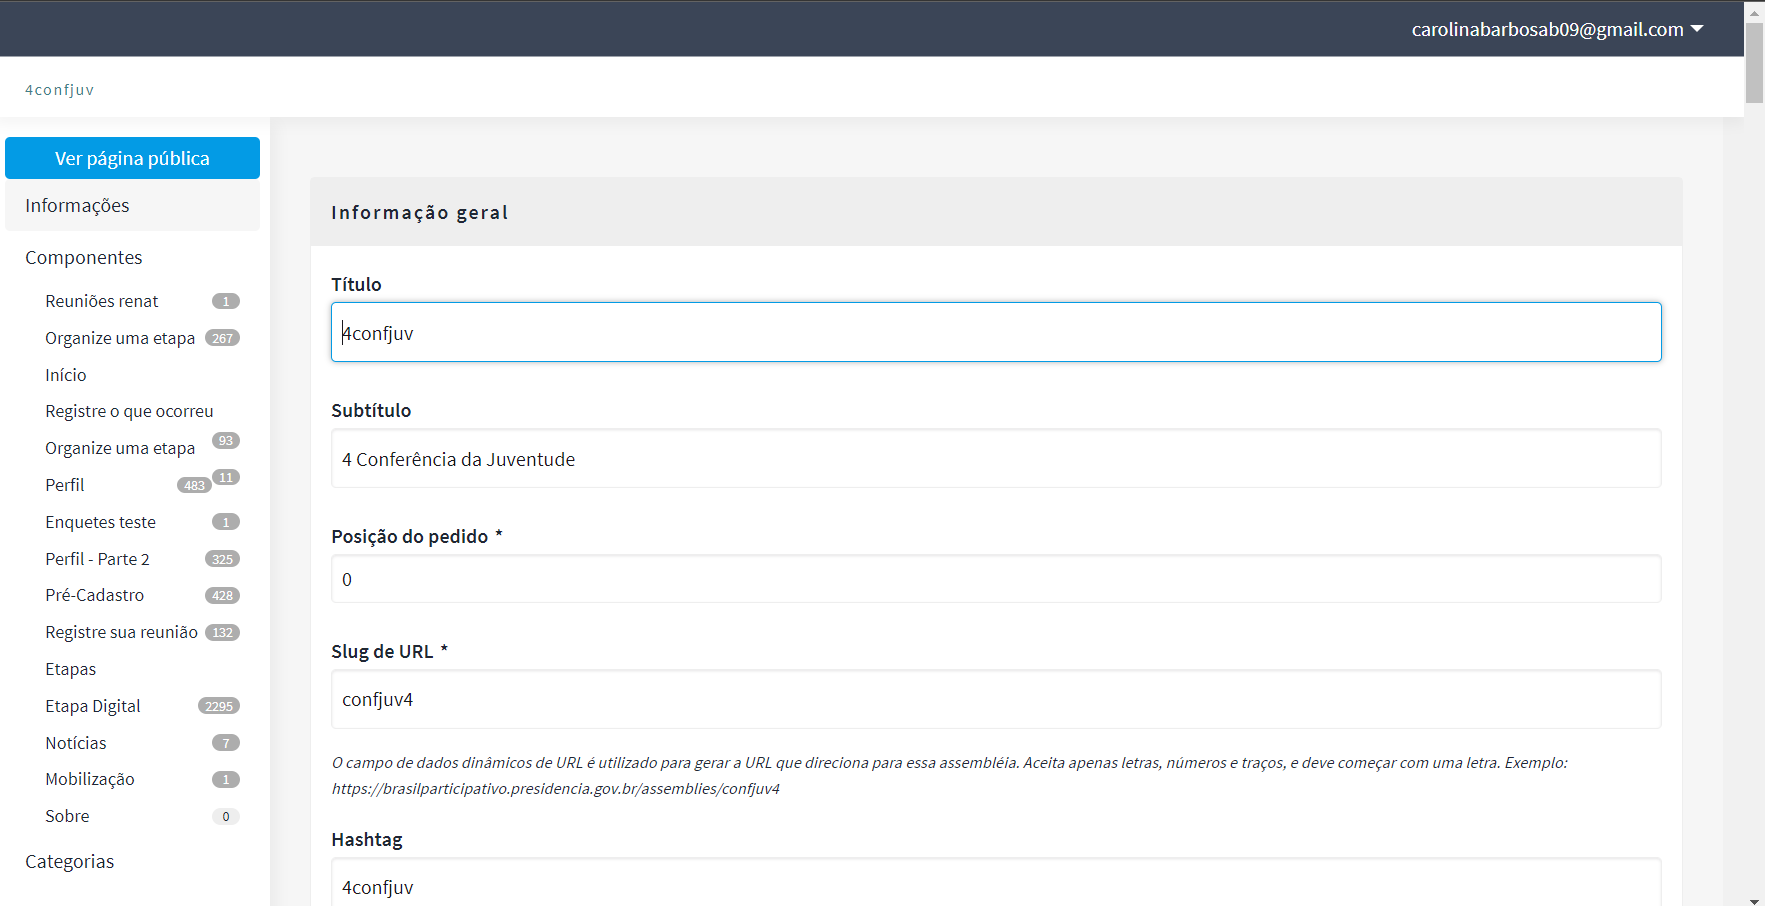 carolinabarbosab09@gmail.com
4confjuv
Ver página pública
Informações
Componentes
Reuniões renat 1
Organize uma etapa 267
Início
Registre o que ocorreu
Organize uma etapa 93
Perfil 483 11
Enquetes teste 1
Perfil - Parte 2 325
Pré-Cadastro 428
Registre sua reunião 132
Etapas
Etapa Digital 2295
Notícias 7
Mobilização 1
Sobre 0
Categorias
Informação geral
Título
4confjuv
Subtítulo
4 Conferência da Juventude
Posição do pedido *
0
Slug de URL *
confjuv4
O campo de dados dinâmicos de URL é utilizado para gerar a URL que direciona para essa assembléia. Aceita apenas letras, números e traços, e deve começar com uma letra. Exemplo:
https://brasilparticipativo.presidencia.gov.br/assemblies/confjuv4
Hashtag
4confjuv